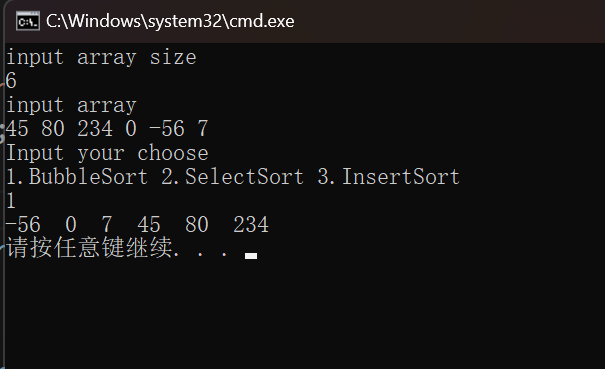 C:\Windows\system32\cmd.exe
input array size
6
input array
45 80 234 0 -56 7
Input your choose
1.BubbleSort 2.SelectSort 3.InsertSort
1
-56  0  7  45  80  234
请按任意键继续. . .